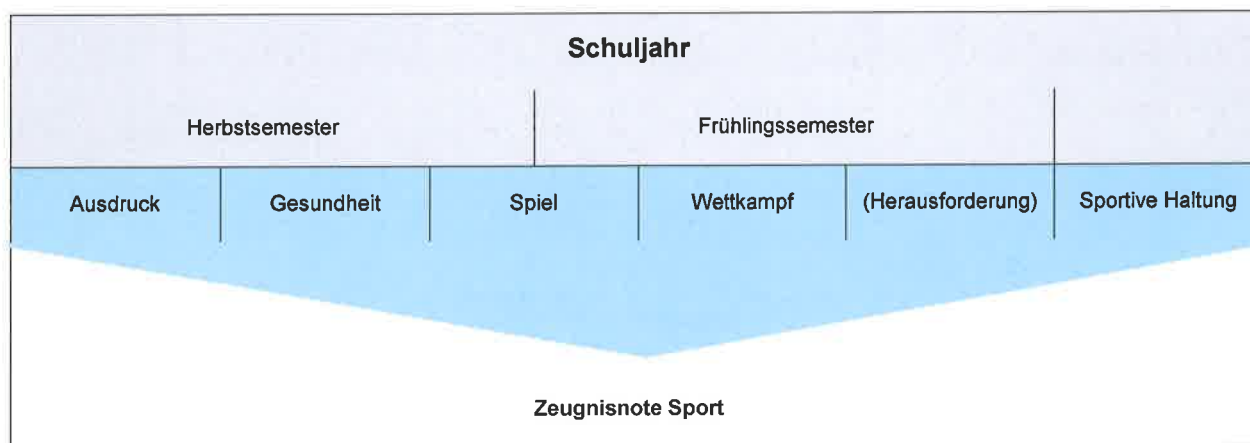 Schuljahr
Herbstsemester Frühlingssemester
Ausdruck Gesundheit Spiel Wettkampf (Herausforderung) Sportive Haltung
Zeugnisnote Sport